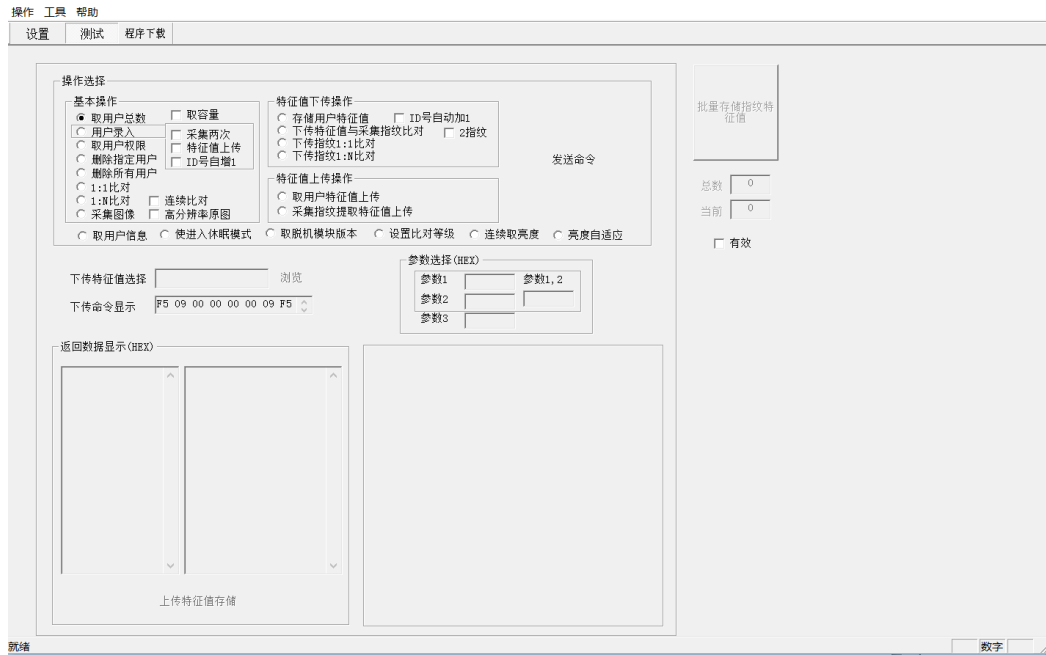 操作 工具 帮助
设置 测试 程序下载
操作选择
基本操作
取用户总数 取容量
用户录入 采集两次
取用户权限 特征值上传
删除指定用户 ID号自增1
删除所有用户
1:1比对
1:N比对 连续比对
采集图像 高分辨率原图
特征值下传操作
存储用户特征值 ID号自动加1
下传特征值与采集指纹比对 2指纹
下传指纹1:1比对
下传指纹1:N比对
特征值上传操作
取用户特征值上传
采集指纹提取特征值上传
发送命令
取用户信息 使进入休眠模式 取脱机模块版本 设置比对等级 连续取亮度 亮度自适应
下传特征值选择 浏览
下传命令显示 F5 09 00 00 00 00 09 F5
参数选择(HEX)
参数1 参数1,2
参数2
参数3
返回数据显示(HEX)
上传特征值存储
批量存储指纹特
征值
总数 0
当前 0
有效
就绪 数字